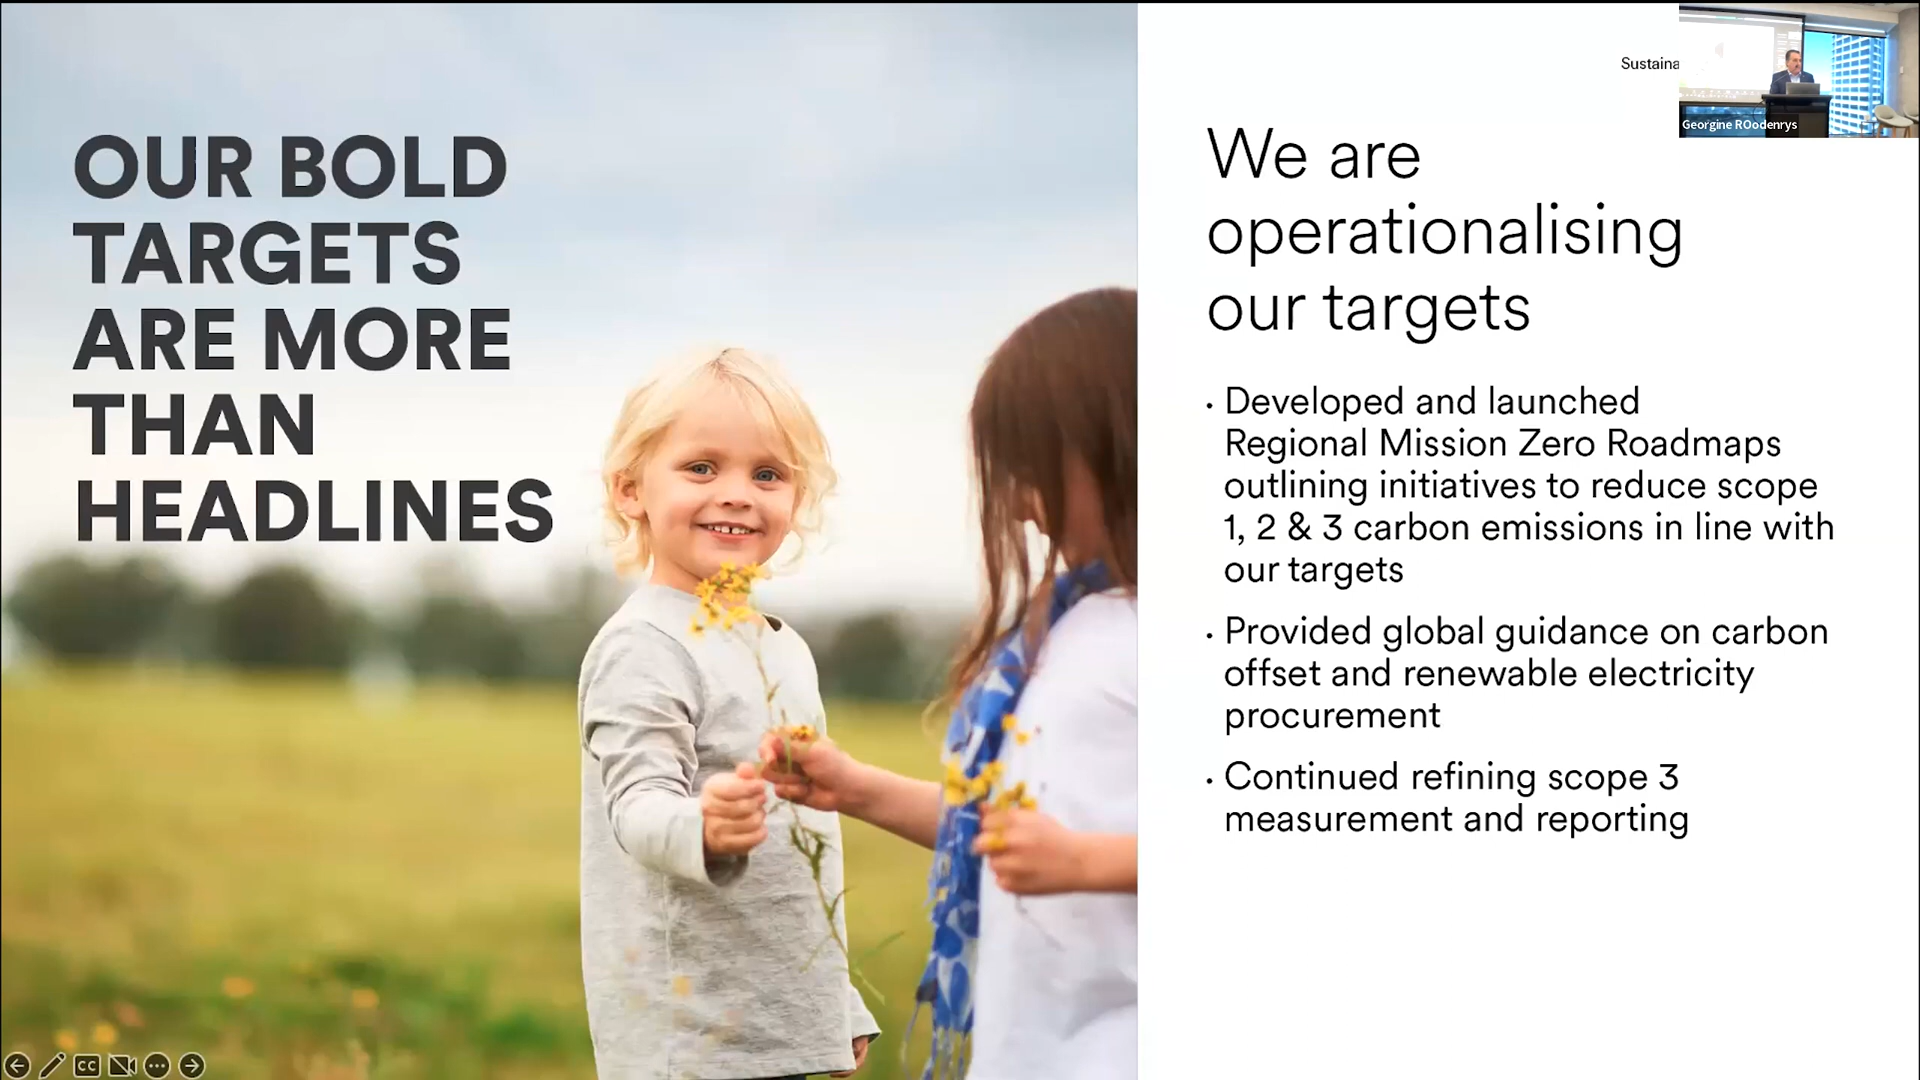 OUR BOLD
TARGETS
ARE MORE
THAN
HEADLINES
Sustaina
Georgine ROodenrys
We are
operationalising
our targets
• Developed and launched
Regional Mission Zero Roadmaps
outlining initiatives to reduce scope
1, 2 & 3 carbon emissions in line with
our targets
• Provided global guidance on carbon
offset and renewable electricity
procurement
• Continued refining scope 3
measurement and reporting
CC